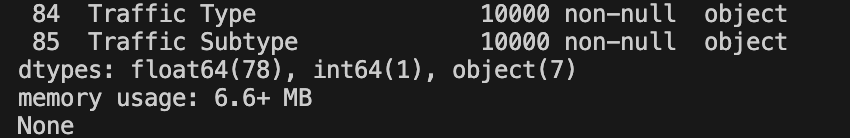 84 Traffic Type 10000 non-null object
85 Traffic Subtype 10000 non-null object
dtypes: float64(78), int64(1), object(7)
memory usage: 6.6+ MB
None